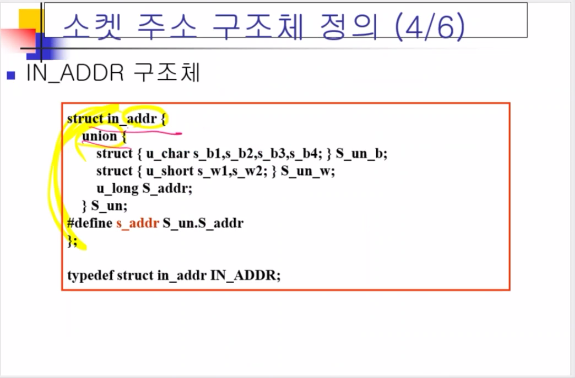 소켓 주소 구조체 정의 (4/6)
IN_ADDR 구조체
struct in_addr {
union {
struct { u_char s_b1,s_b2,s_b3,s_b4; } S_un_b;
struct { u_short s_w1,s_w2; } S_un_w;
u_long S_addr;
} S_un;
#define s_addr S_un.S_addr
};
typedef struct in_addr IN_ADDR;